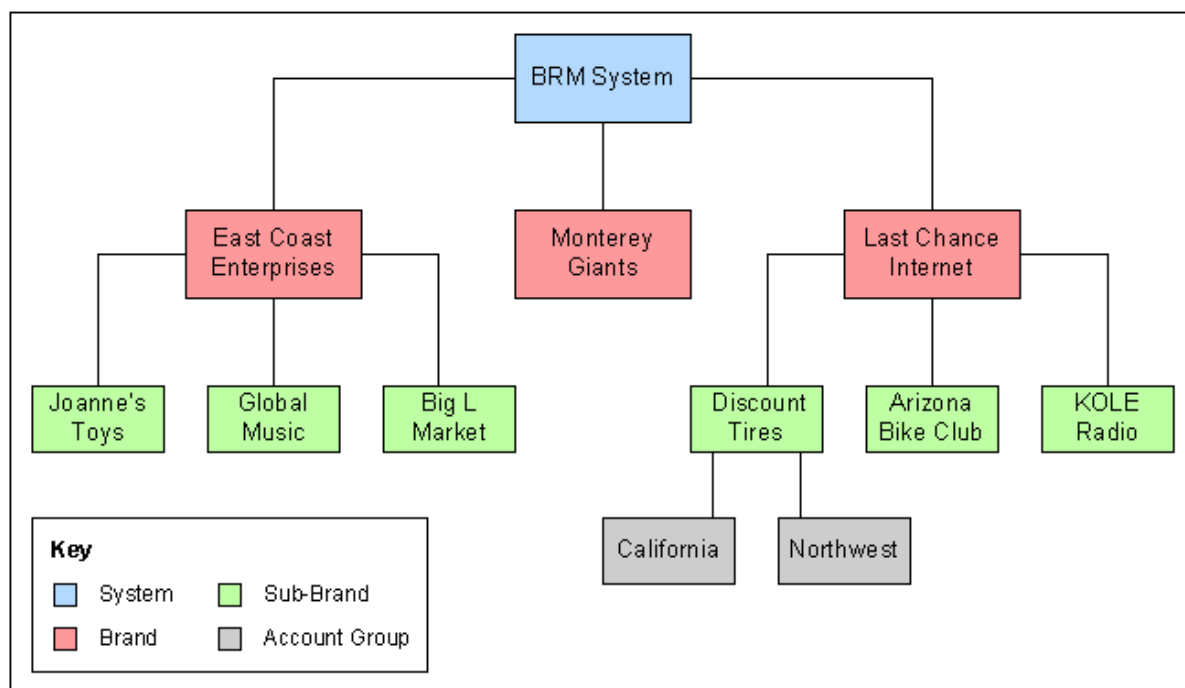 BRM System
East Coast
Enterprises
Monterey
Giants
Last Chance
Internet
Joanne's
Toys
Global
Music
Big L
Market
Discount
Tires
Arizona
Bike Club
KOLE
Radio
California
Northwest
Key
System
Sub-Brand
Brand
Account Group